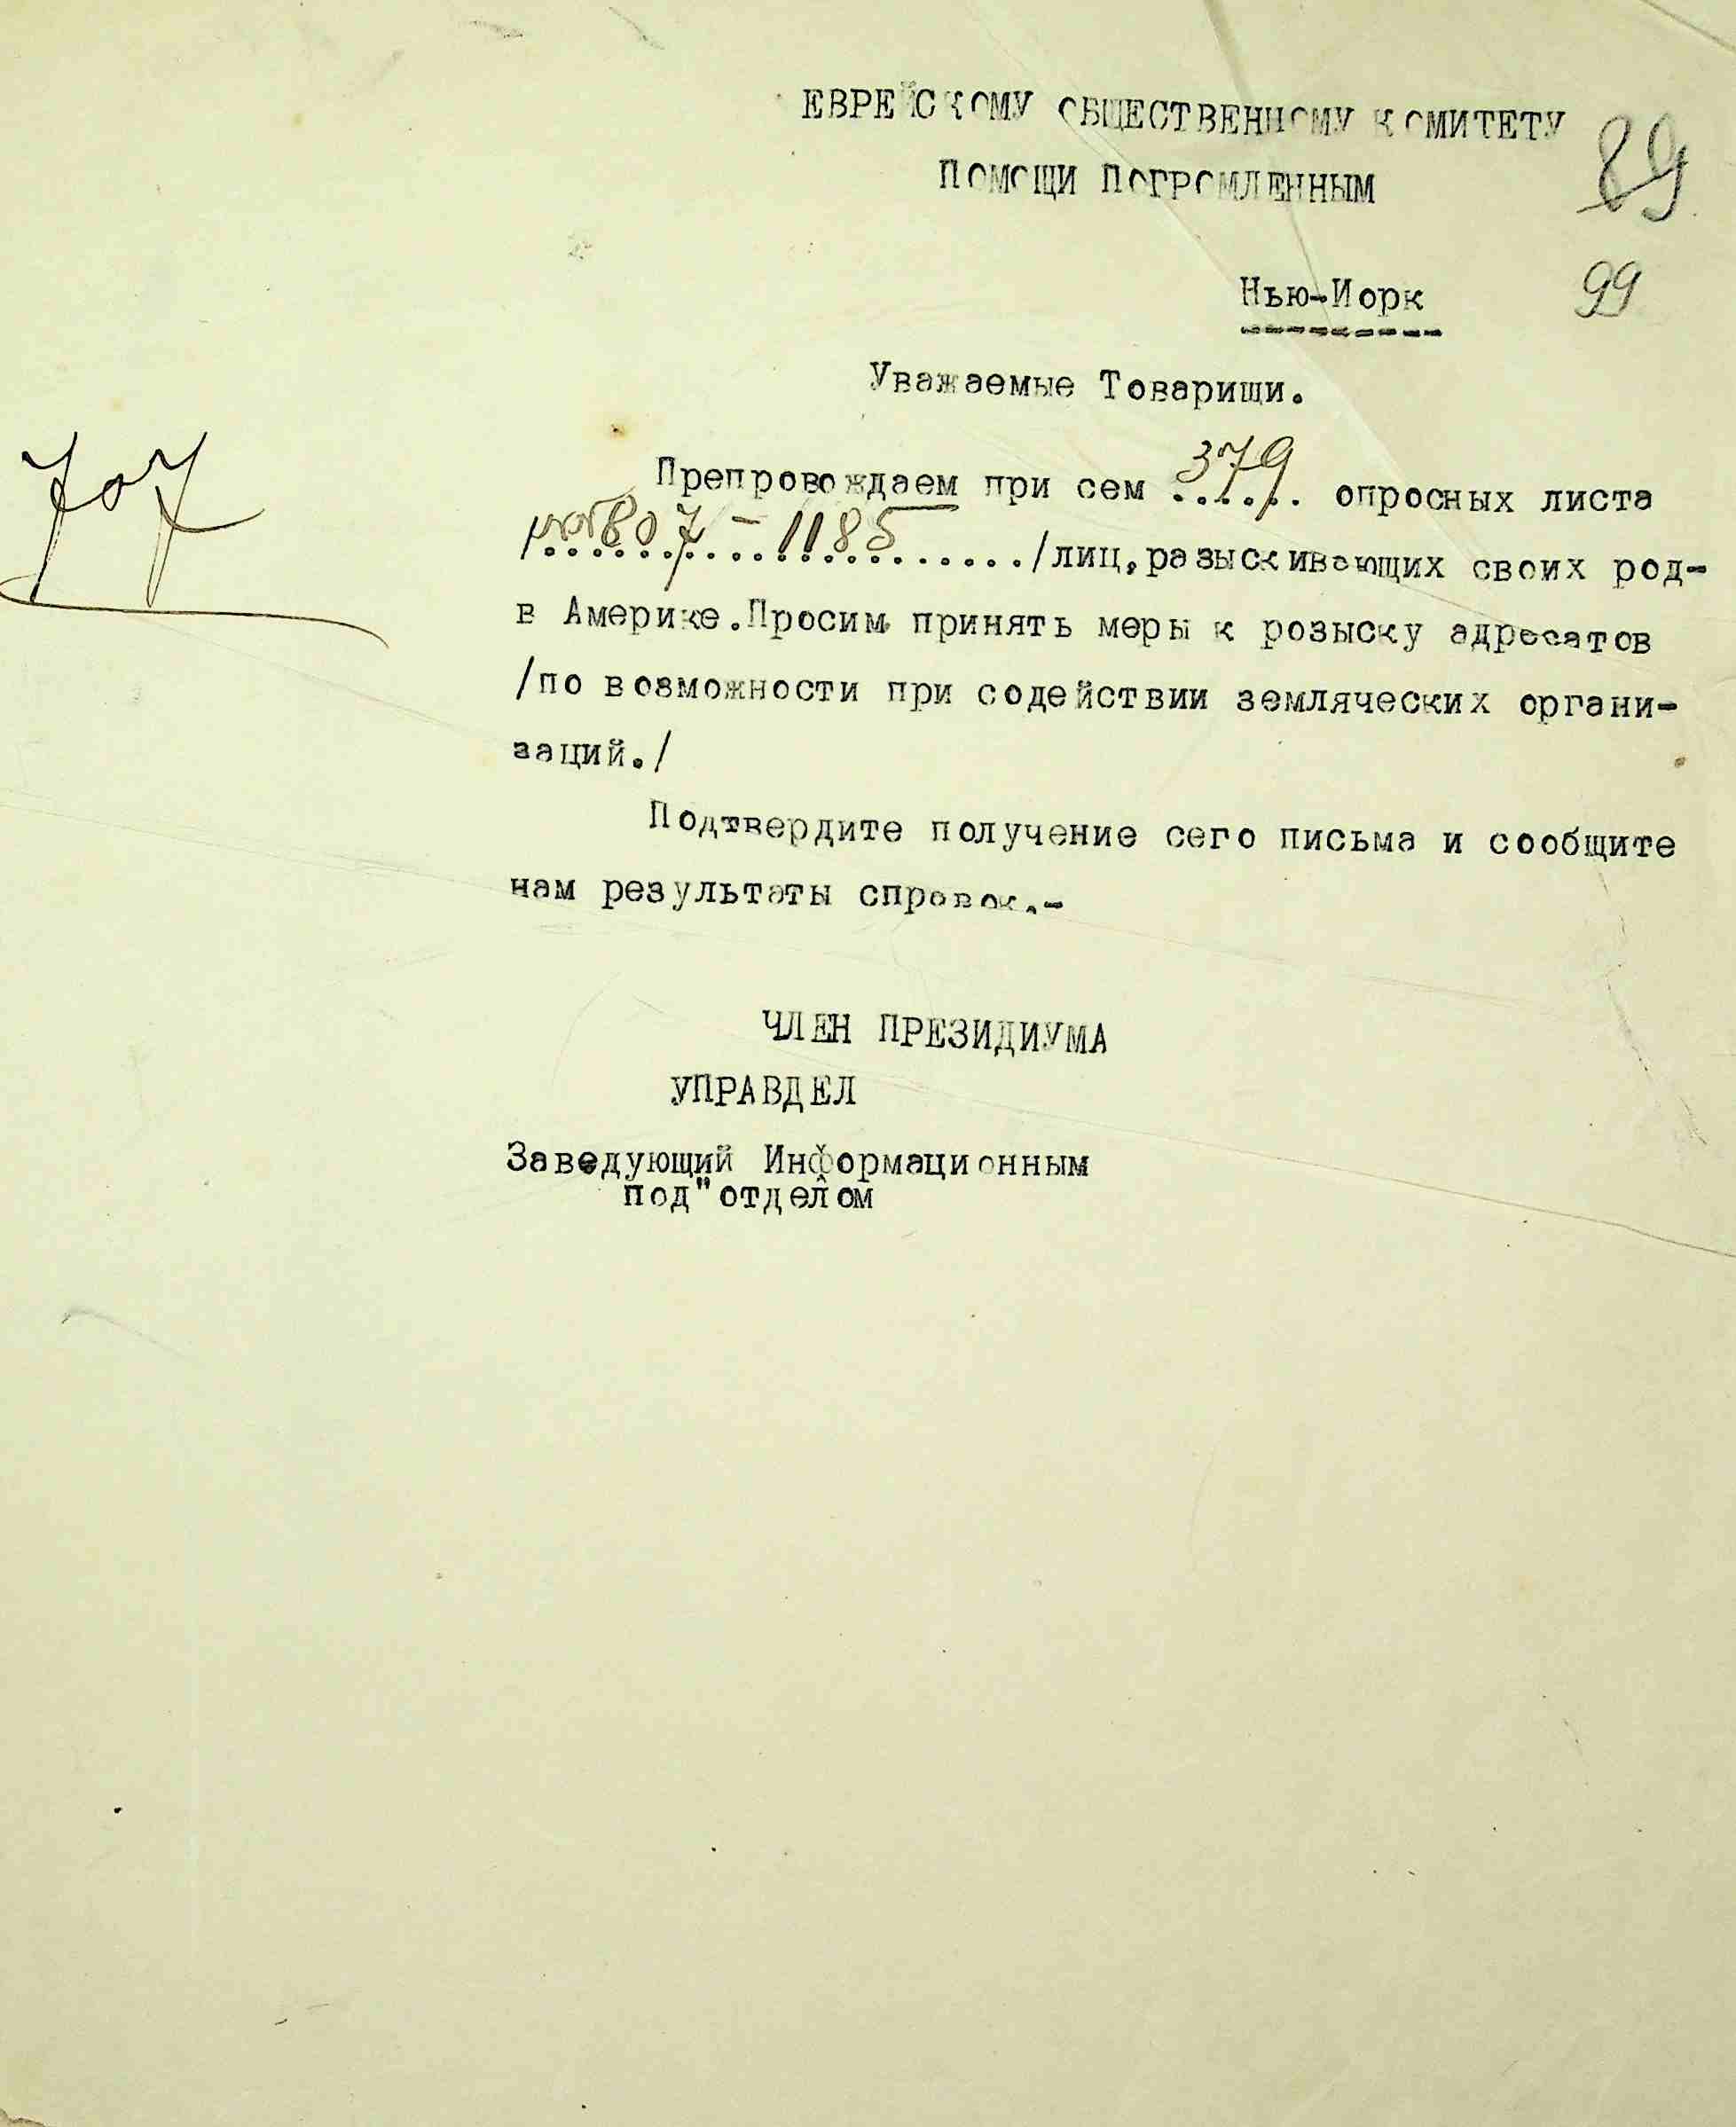 ЕВРЕЙСКОМУ ОБЩЕСТВЕННОМУ КОМИТЕТУ
ПОМОЩИ ПОГРОМЛЕННЫМ
89
Нью-Иорк
99
Уважаемые Товарищи.
707
Препровождаем при сем 379 опросных листа
/№№ 807 - 1185 /лиц,разыскивающих своих род-
в Америке.Просим принять меры к розыску адресатов
/по возможности при содействии земляческих органи-
заций./
Подтвердите получение сего письма и сообщите
нам результаты справок.-
ЧЛЕН ПРЕЗИДИУМА
УПРАВДЕЛ
Заведующий Информационным
под"отделом